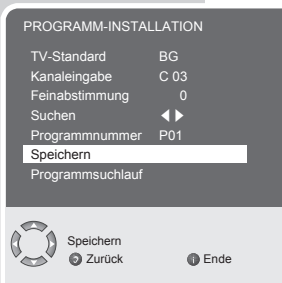 PROGRAMM-INSTALLATION
TV-Standard BG
Kanaleingabe C 03
Feinabstimmung 0
Suchen
Programmnummer P01
Speichern
Programmsuchlauf
Speichern
Zurück Ende